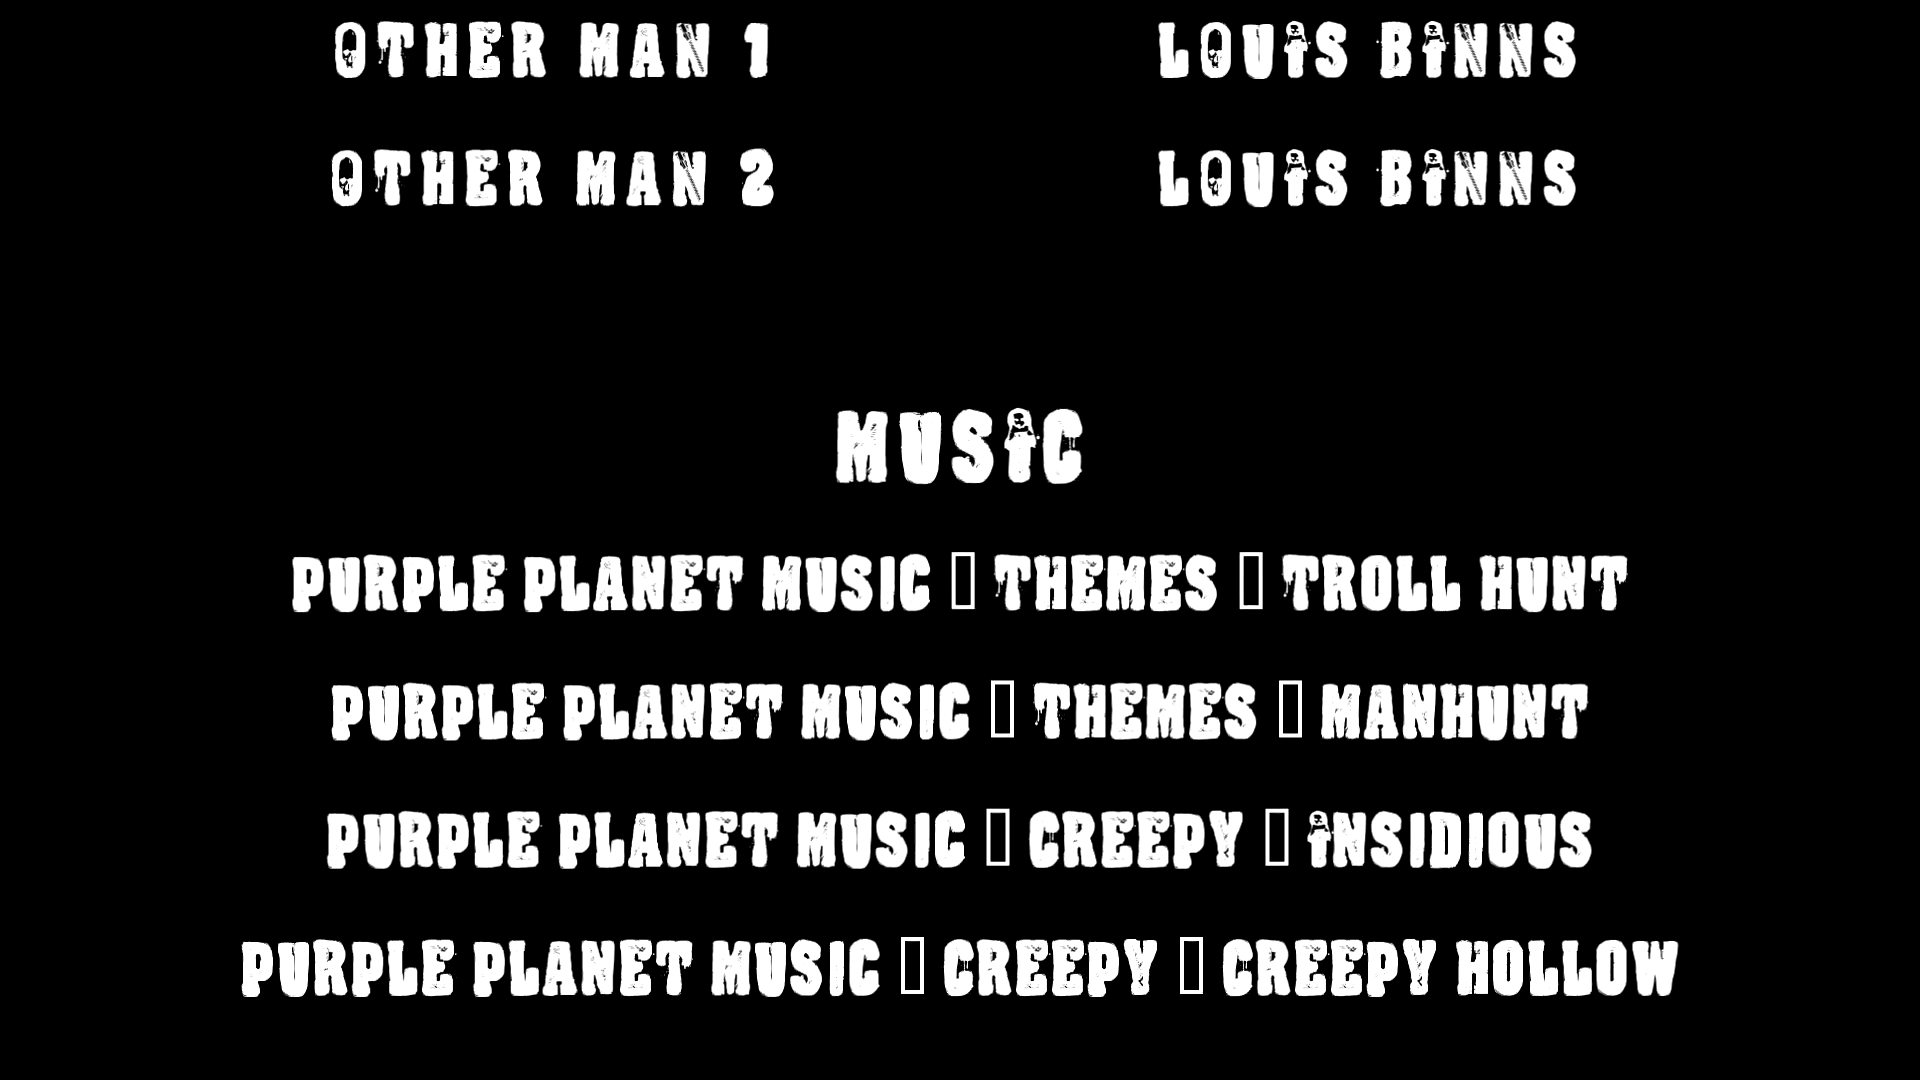 OTHER MAN 1 LOUIS BINNS
OTHER MAN 2 LOUIS BINNS
MUSIC
PURPLE PLANET MUSIC ▯ THEMES ▯ TROLL HUNT
PURPLE PLANET MUSIC ▯ THEMES ▯ MANHUNT
PURPLE PLANET MUSIC ▯ CREEPY ▯ INSIDIOUS
PURPLE PLANET MUSIC ▯ CREEPY ▯ CREEPY HOLLOW